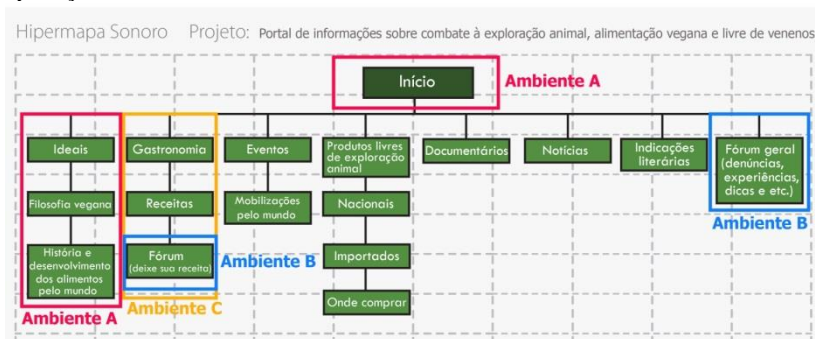 Hipermapa Sonoro Projeto: Portal de informações sobre combate à exploração animal, alimentação vegana e livre de venenos
Início
Ambiente A
Ideais
Gastronomia
Eventos
Produtos livres
de exploração
animal
Documentários
Notícias
Indicações
literárias
Fórum geral
(denúncias,
experiências,
dicas e etc.)
Ambiente B
Filosofia vegana
Receitas
Mobilizações
pelo mundo
Nacionais
História e
desenvolvimento
dos alimentos
pelo mundo
Ambiente A
Fórum
(deixe sua receita)
Ambiente B
Ambiente C
Importados
Onde comprar